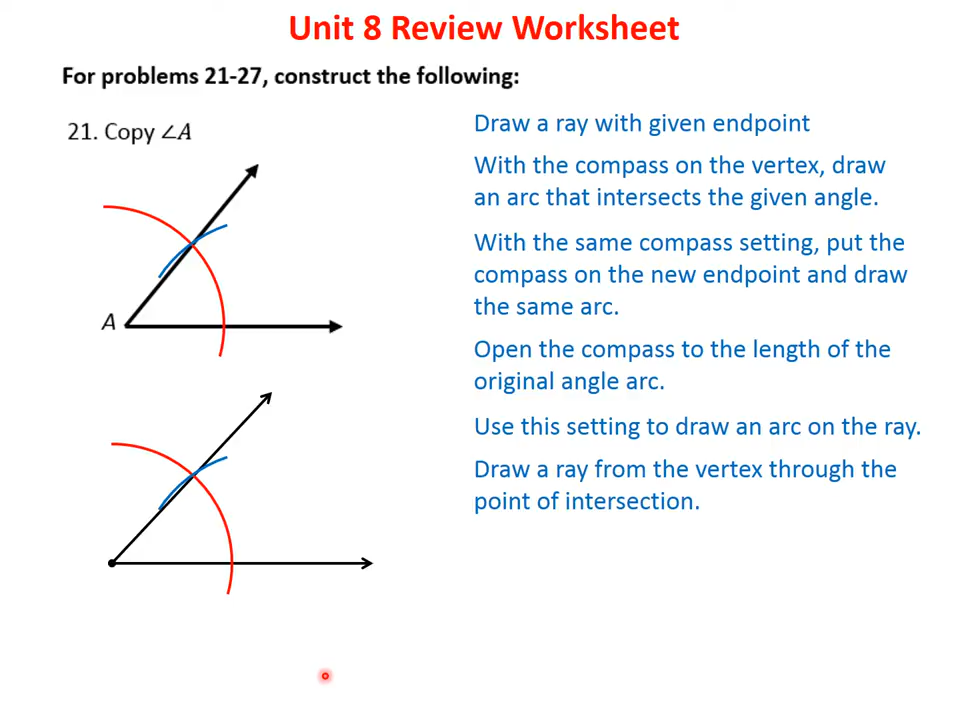 Unit 8 Review Worksheet
For problems 21-27, construct the following:
21. Copy ∠A
A
Draw a ray with given endpoint
With the compass on the vertex, draw
an arc that intersects the given angle.
With the same compass setting, put the
compass on the new endpoint and draw
the same arc.
Open the compass to the length of the
original angle arc.
Use this setting to draw an arc on the ray.
Draw a ray from the vertex through the
point of intersection.